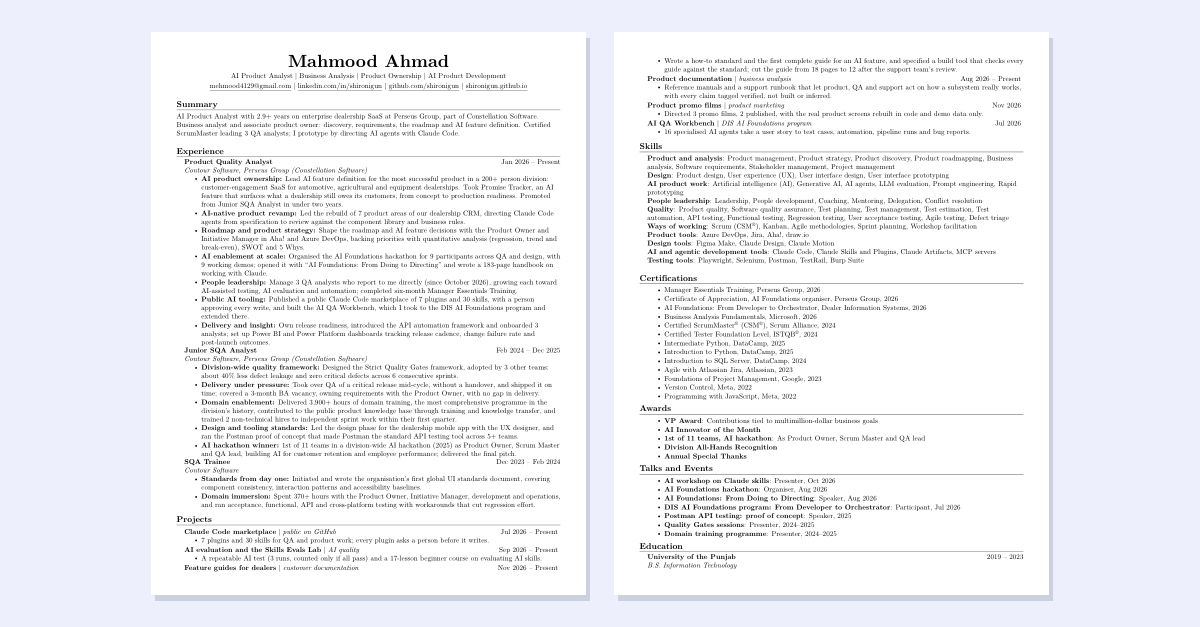 Mahmood Ahmad
AI Product Analyst | Business Analysis | Product Ownership | AI Product Development
mehmood4129@gmail.com | linkedin.com/in/shironigun | github.com/shironigun | shironigun.github.io
Summary
AI Product Analyst with 2.9+ years on enterprise dealership SaaS at Perseus Group, part of Constellation Software.
Business analyst and associate product owner: discovery, requirements, the roadmap and AI feature definition. Certified
ScrumMaster leading 3 QA analysts; I prototype by directing AI agents with Claude Code.
Experience
Product Quality Analyst Jan 2026 – Present
Contour Software, Perseus Group (Constellation Software)
• AI product ownership: Lead AI feature definition for the most successful product in a 200+ person division:
customer-engagement SaaS for automotive, agricultural and equipment dealerships. Took Promise Tracker, an AI
feature that surfaces what a dealership still owes its customers, from concept to production readiness. Promoted
from Junior SQA Analyst in under two years.
• AI-native product revamp: Led the rebuild of 7 product areas of our dealership CRM, directing Claude Code
agents from specification to review against the component library and business rules.
• Roadmap and product strategy: Shape the roadmap and AI feature decisions with the Product Owner and
Initiative Manager in Aha! and Azure DevOps, backing priorities with quantitative analysis (regression, trend and
break-even), SWOT and 5 Whys.
• AI enablement at scale: Organised the AI Foundations hackathon for 9 participants across QA and design, with
9 working demos; opened it with "AI Foundations: From Doing to Directing" and wrote a 183-page handbook on
working with Claude.
• People leadership: Manage 3 QA analysts who report to me directly (since October 2026), growing each toward
AI-assisted testing, AI evaluation and automation; completed six-month Manager Essentials Training.
• Public AI tooling: Published a public Claude Code marketplace of 7 plugins and 30 skills, with a person
approving every write, and built the AI QA Workbench, which I took to the DIS AI Foundations program and
extended there.
• Delivery and insight: Own release readiness, introduced the API automation framework and onboarded 3
analysts; set up Power BI and Power Platform dashboards tracking release cadence, change failure rate and
post-launch outcomes.
Junior SQA Analyst Feb 2024 – Dec 2025
Contour Software, Perseus Group (Constellation Software)
• Division-wide quality framework: Designed the Strict Quality Gates framework, adopted by 3 other teams:
about 40% less defect leakage and zero critical defects across 6 consecutive sprints.
• Delivery under pressure: Took over QA of a critical release mid-cycle, without a handover, and shipped it on
time; covered a 3-month BA vacancy, owning requirements with the Product Owner, with no gap in delivery.
• Domain enablement: Delivered 3,900+ hours of domain training, the most comprehensive programme in the
division's history, contributed to the public product knowledge base through training and knowledge transfer, and
trained 2 non-technical hires to independent sprint work within their first quarter.
• Design and tooling standards: Led the design phase for the dealership mobile app with the UX designer, and
ran the Postman proof of concept that made Postman the standard API testing tool across 5+ teams.
• AI hackathon winner: 1st of 11 teams in a division-wide AI hackathon (2025) as Product Owner, Scrum Master
and QA lead, building AI for customer retention and employee performance; delivered the final pitch.
SQA Trainee Dec 2023 – Feb 2024
Contour Software
• Standards from day one: Initiated and wrote the organisation's first global UI standards document, covering
component consistency, interaction patterns and accessibility baselines.
• Domain immersion: Spent 370+ hours with the Product Owner, Initiative Manager, development and operations,
and ran acceptance, functional, API and cross-platform testing with workarounds that cut regression effort.
Projects
Claude Code marketplace | public on GitHub Jul 2026 – Present
• 7 plugins and 30 skills for QA and product work; every plugin asks a person before it writes.
AI evaluation and the Skills Evals Lab | AI quality Sep 2026 – Present
• A repeatable AI test (3 runs, counted only if all pass) and a 17-lesson beginner course on evaluating AI skills.
Feature guides for dealers | customer documentation Nov 2026 – Present
• Wrote a how-to standard and the first complete guide for an AI feature, and specified a build tool that checks every
guide against the standard; cut the guide from 18 pages to 12 after the support team's review.
Product documentation | business analysis Aug 2026 – Present
• Reference manuals and a support runbook that let product, QA and support act on how a subsystem really works,
with every claim tagged verified, not built or inferred.
Product promo films | product marketing Nov 2026
• Directed 3 promo films, 2 published, with the real product screens rebuilt in code and demo data only.
AI QA Workbench | DIS AI Foundations program Jul 2026
• 16 specialised AI agents take a user story to test cases, automation, pipeline runs and bug reports.
Skills
Product and analysis: Product management, Product strategy, Product discovery, Product roadmapping, Business
analysis, Software requirements, Stakeholder management, Project management
Design: Product design, User experience (UX), User interface design, User interface prototyping
AI product work: Artificial intelligence (AI), Generative AI, AI agents, LLM evaluation, Prompt engineering, Rapid
prototyping
People leadership: Leadership, People development, Coaching, Mentoring, Delegation, Conflict resolution
Quality: Product quality, Software quality assurance, Test planning, Test management, Test estimation, Test
automation, API testing, Functional testing, Regression testing, User acceptance testing, Agile testing, Defect triage
Ways of working: Scrum (CSM®), Kanban, Agile methodologies, Sprint planning, Workshop facilitation
Product tools: Azure DevOps, Jira, Aha!, draw.io
Design tools: Figma Make, Claude Design, Claude Motion
AI and agentic development tools: Claude Code, Claude Skills and Plugins, Claude Artifacts, MCP servers
Testing tools: Playwright, Selenium, Postman, TestRail, Burp Suite
Certifications
• Manager Essentials Training, Perseus Group, 2026
• Certificate of Appreciation, AI Foundations organiser, Perseus Group, 2026
• AI Foundations: From Developer to Orchestrator, Dealer Information Systems, 2026
• Business Analysis Fundamentals, Microsoft, 2026
• Certified ScrumMaster® (CSM®), Scrum Alliance, 2024
• Certified Tester Foundation Level, ISTQB®, 2024
• Intermediate Python, DataCamp, 2025
• Introduction to Python, DataCamp, 2025
• Introduction to SQL Server, DataCamp, 2024
• Agile with Atlassian Jira, Atlassian, 2023
• Foundations of Project Management, Google, 2023
• Version Control, Meta, 2022
• Programming with JavaScript, Meta, 2022
Awards
• VP Award: Contributions tied to multimillion-dollar business goals
• AI Innovator of the Month
• 1st of 11 teams, AI hackathon: As Product Owner, Scrum Master and QA lead
• Division All-Hands Recognition
• Annual Special Thanks
Talks and Events
• AI workshop on Claude skills: Presenter, Oct 2026
• AI Foundations hackathon: Organiser, Aug 2026
• AI Foundations: From Doing to Directing: Speaker, Aug 2026
• DIS AI Foundations program: From Developer to Orchestrator: Participant, Jul 2026
• Postman API testing: proof of concept: Speaker, 2025
• Quality Gates sessions: Presenter, 2024–2025
• Domain training programme: Presenter, 2024–2025
Education
University of the Punjab 2019 – 2023
B.S. Information Technology